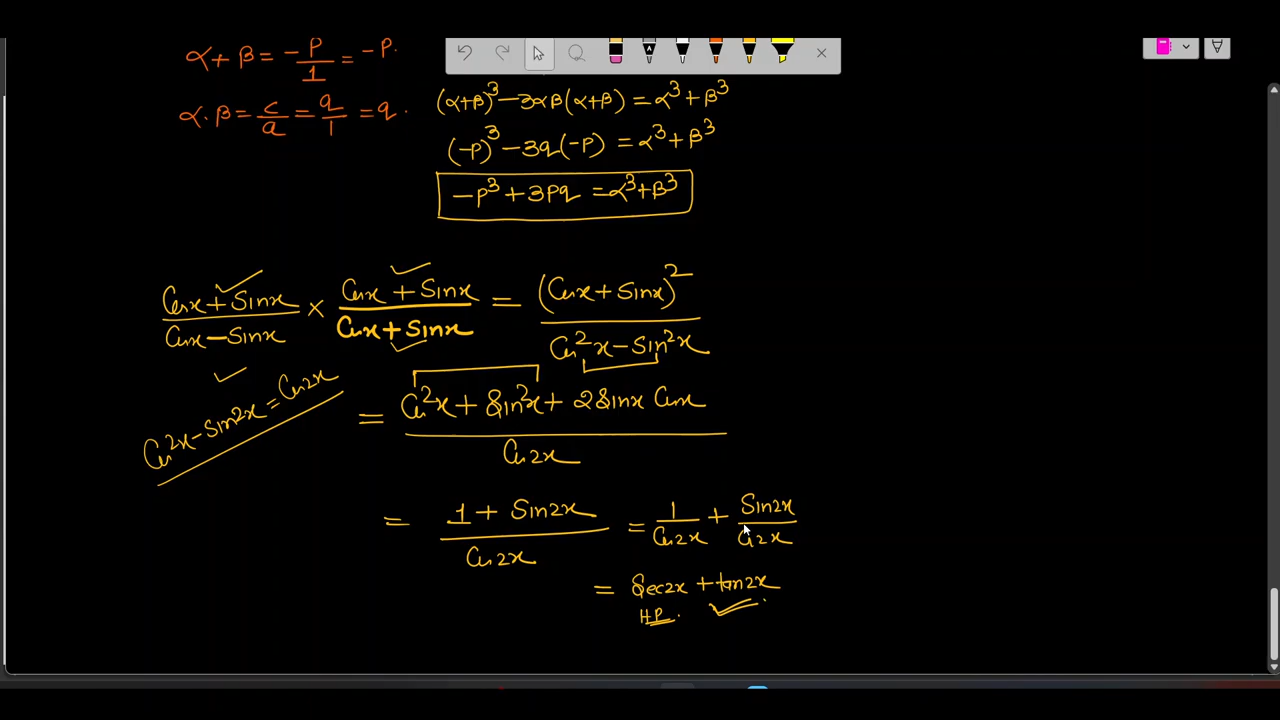 α + β = -P/1 = -P.
α.β = c/a = q/1 = q.
(α+β)³ - 3αβ(α+β) = α³ + β³
(-P)³ - 3q(-P) = α³ + β³
-P³ + 3Pq = α³ + β³
(Cosx + Sinx)/(Cosx - Sinx) × (Cosx + Sinx)/(Cosx + Sinx) = (Cosx + Sinx)²/(Cos²x - Sin²x)
Cos²x - Sin²x = Cos2x
= (Cos²x + Sin²x + 2Sinx Cosx)/(Cos2x)
= (1 + Sin2x)/(Cos2x) = 1/(Cos2x) + (Sin2x)/(Cos2x)
= Sec2x + tan2x
HP.